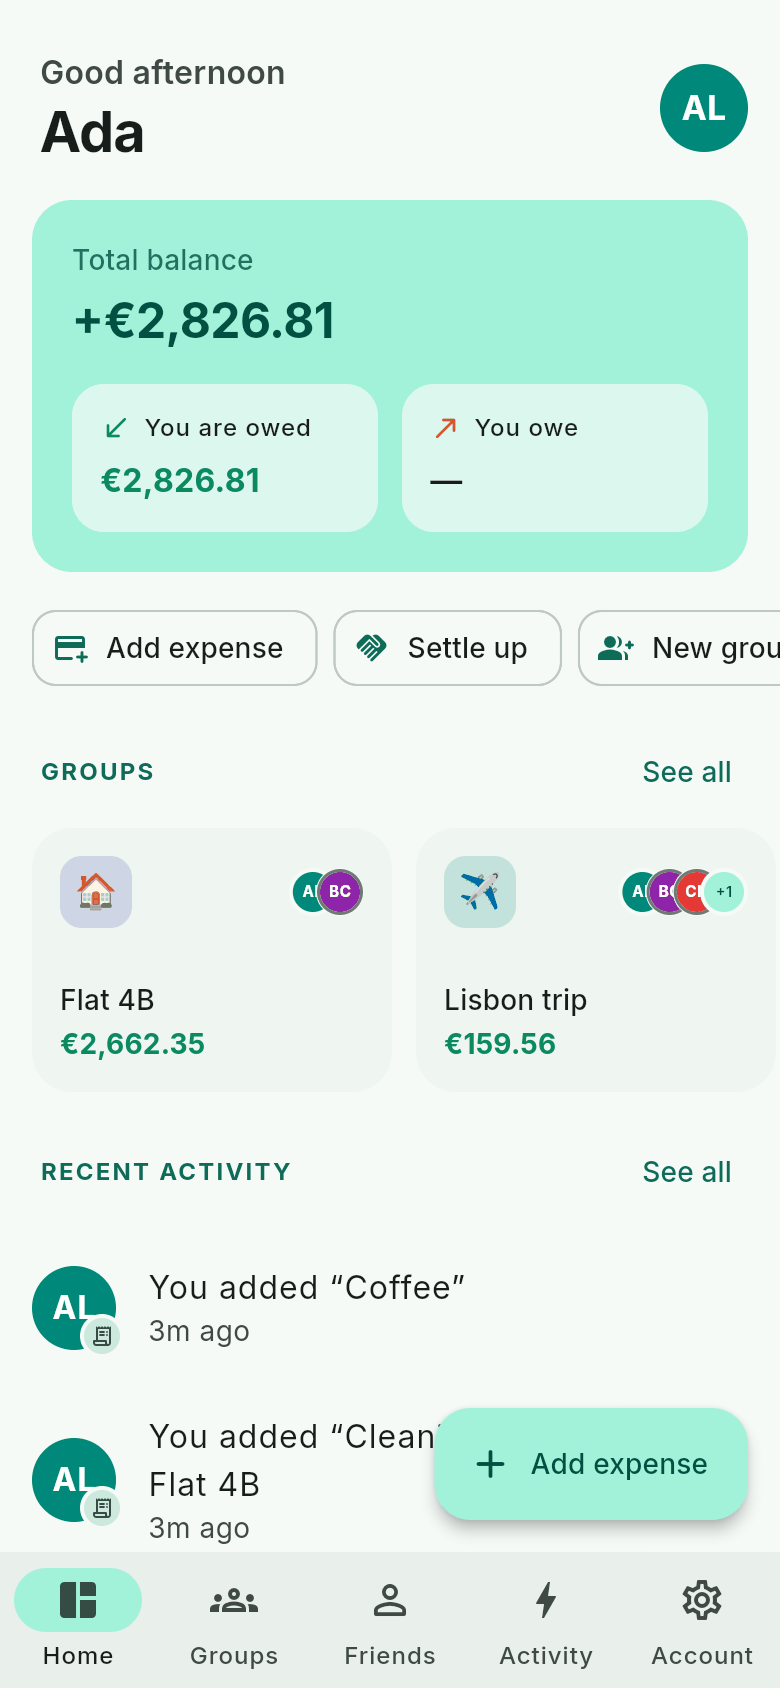 Good afternoon
Ada
AL
Total balance
+€2,826.81
You are owed
€2,826.81
You owe
—
Add expense
Settle up
New grou
GROUPS
See all
BC
+1
Flat 4B
€2,662.35
Lisbon trip
€159.56
RECENT ACTIVITY
See all
AL
You added “Coffee”
3m ago
AL
You added “Clean
Flat 4B
3m ago
Add expense
Home
Groups
Friends
Activity
Account